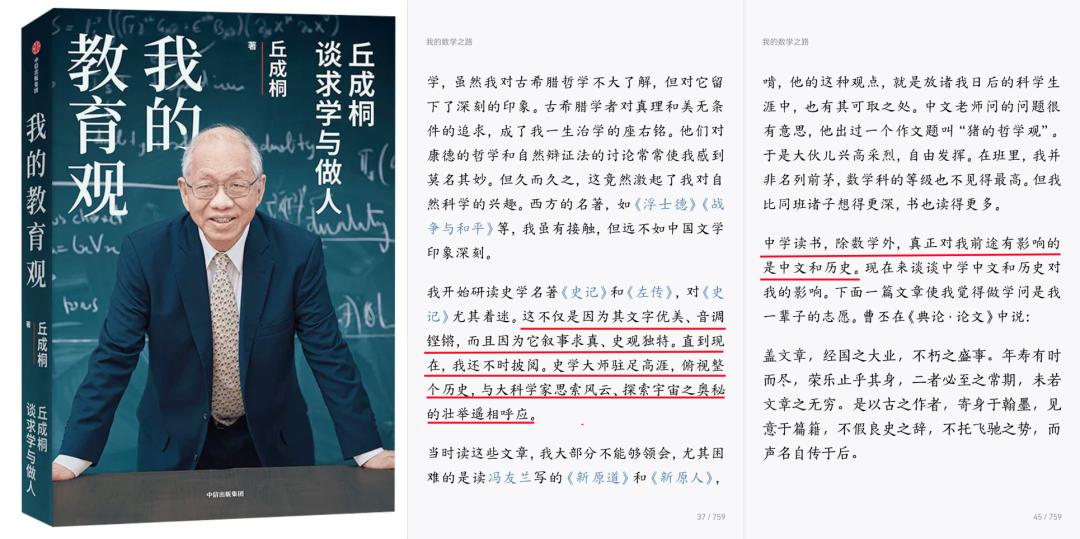 中信出版集团
我的教育观
丘成桐 著
丘成桐
谈求学与做人
我的
教育观
丘成桐
著
丘成桐
谈求学与做人
中信出版集团
我的数学之路
学，虽然我对古希腊哲学不大了解，但对它留
下了深刻的印象。古希腊学者对真理和美无条
件的追求，成了我一生治学的座右铭。他们对
康德的哲学和自然辩证法的讨论常常使我感到
莫名其妙。但久而久之，这竟然激起了我对自
然科学的兴趣。西方的名著，如《浮士德》《战
争与和平》等，我虽有接触，但远不如中国文学
印象深刻。
我开始研读史学名著《史记》和《左传》，对《史
记》尤其着迷。这不仅是因为其文字优美、音调
铿锵，而且因为它叙事求真、史观独特。直到现
在，我还不时披阅。史学大师驻足高涯，俯视整
个历史，与大科学家思索风云、探索宇宙之奥秘
的壮举遥相呼应。
当时读这些文章，我大部分不能够领会，尤其困
难的是读冯友兰写的《新原道》和《新原人》，
37 / 759
我的数学之路
啃，他的这种观点，就是放诸我日后的科学生
涯中，也有其可取之处。中文老师问的问题很
有意思，他出过一个作文题叫“猪的哲学观”。
于是大伙儿兴高采烈，自由发挥。在班里，我并
非名列前茅，数学科的等级也不见得最高。但我
比同班诸子想得更深，书也读得更多。
中学读书，除数学外，真正对我前途有影响的
是中文和历史。现在来谈谈中学中文和历史对
我的影响。下面一篇文章使我觉得做学问是我
一辈子的志愿。曹丕在《典论·论文》中说：
盖文章，经国之大业，不朽之盛事。年寿有时
而尽，荣乐止乎其身，二者必至之常期，未若
文章之无穷。是以古之作者，寄身于翰墨，见
意于篇籍，不假良史之辞，不托飞驰之势，而
声名自传于后。
45 / 759